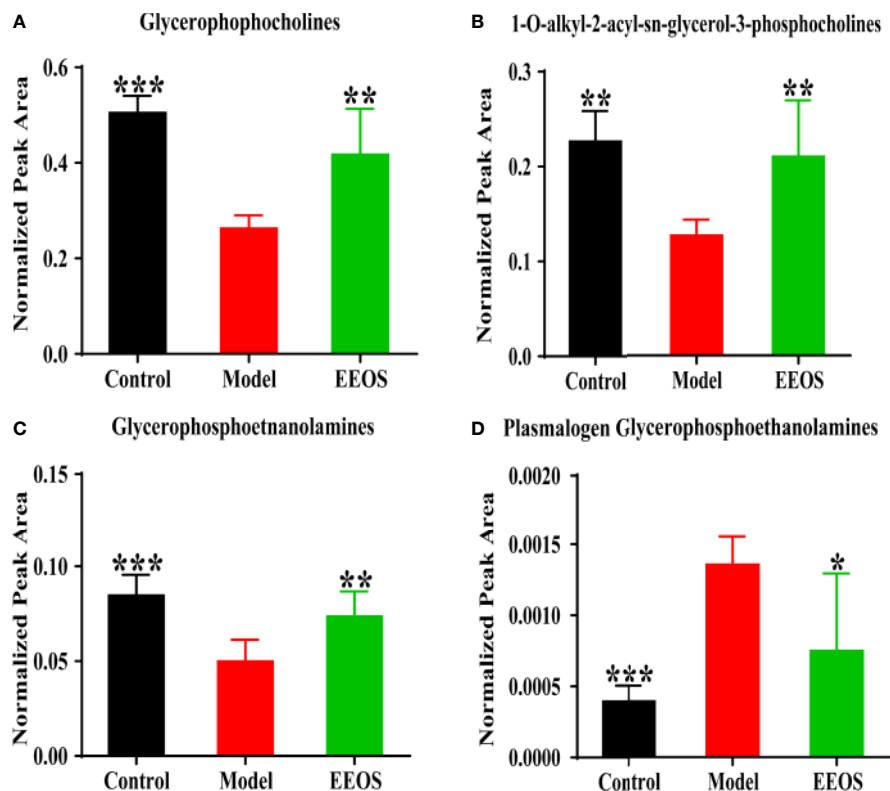 A
Glycerophophocholines
Normalized Peak Area
0.6
0.4
0.2
0.0
***
**
Control
Model
EEOS
B
1-O-alkyl-2-acyl-sn-glycerol-3-phosphocholines
Normalized Peak Area
0.3
0.2
0.1
0.0
**
**
Control
Model
EEOS
C
Glycerophosphoetnanolamines
Normalized Peak Area
0.15
0.10
0.05
0.00
***
**
Control
Model
EEOS
D
Plasmalogen Glycerophosphoethanolamines
Normalized Peak Area
0.0020
0.0015
0.0010
0.0005
0.0000
***
*
Control
Model
EEOS